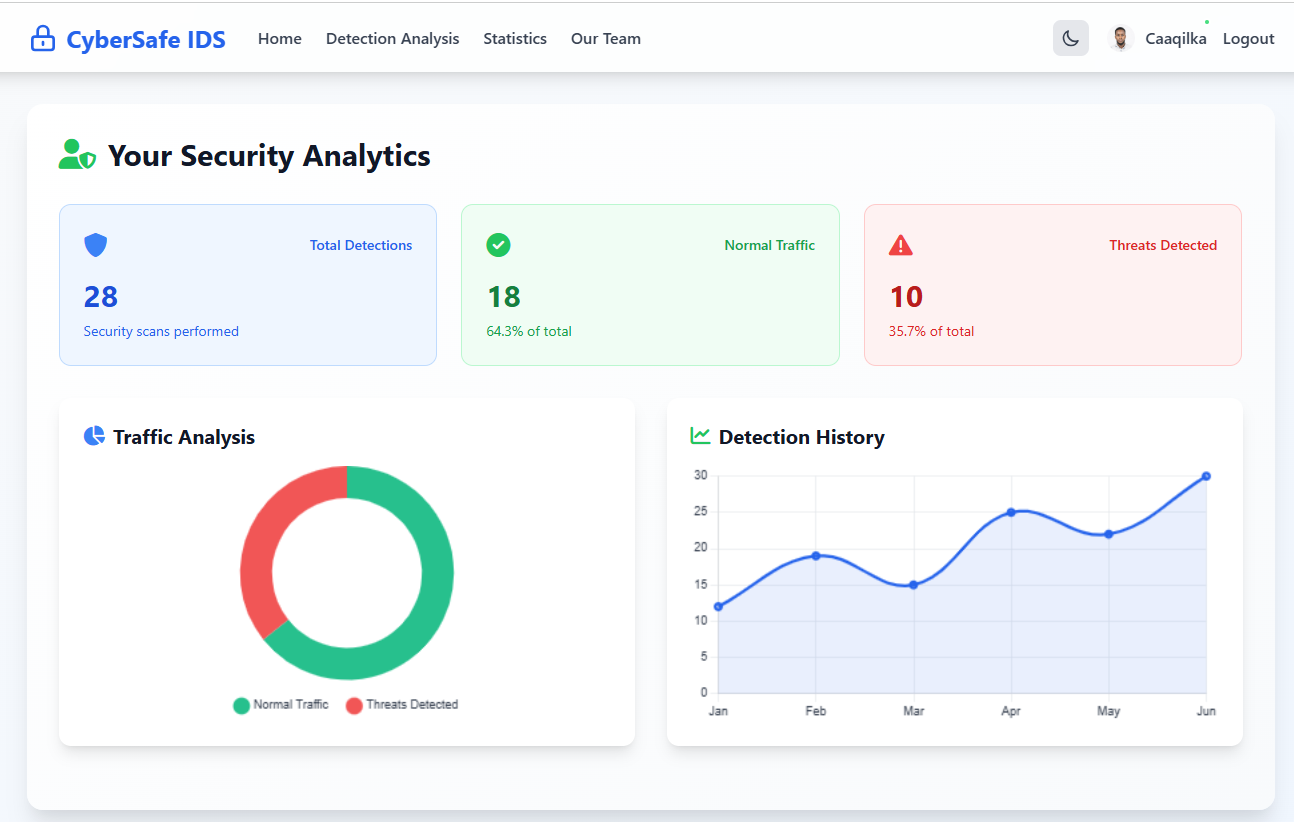 CyberSafe IDS
Home
Detection Analysis
Statistics
Our Team
Caaqilka
Logout
Your Security Analytics
Total Detections
28
Security scans performed
Normal Traffic
18
64.3% of total
Threats Detected
10
35.7% of total
Traffic Analysis
Normal Traffic
Threats Detected
Detection History
30
25
20
15
10
5
0
Jan
Feb
Mar
Apr
May
Jun